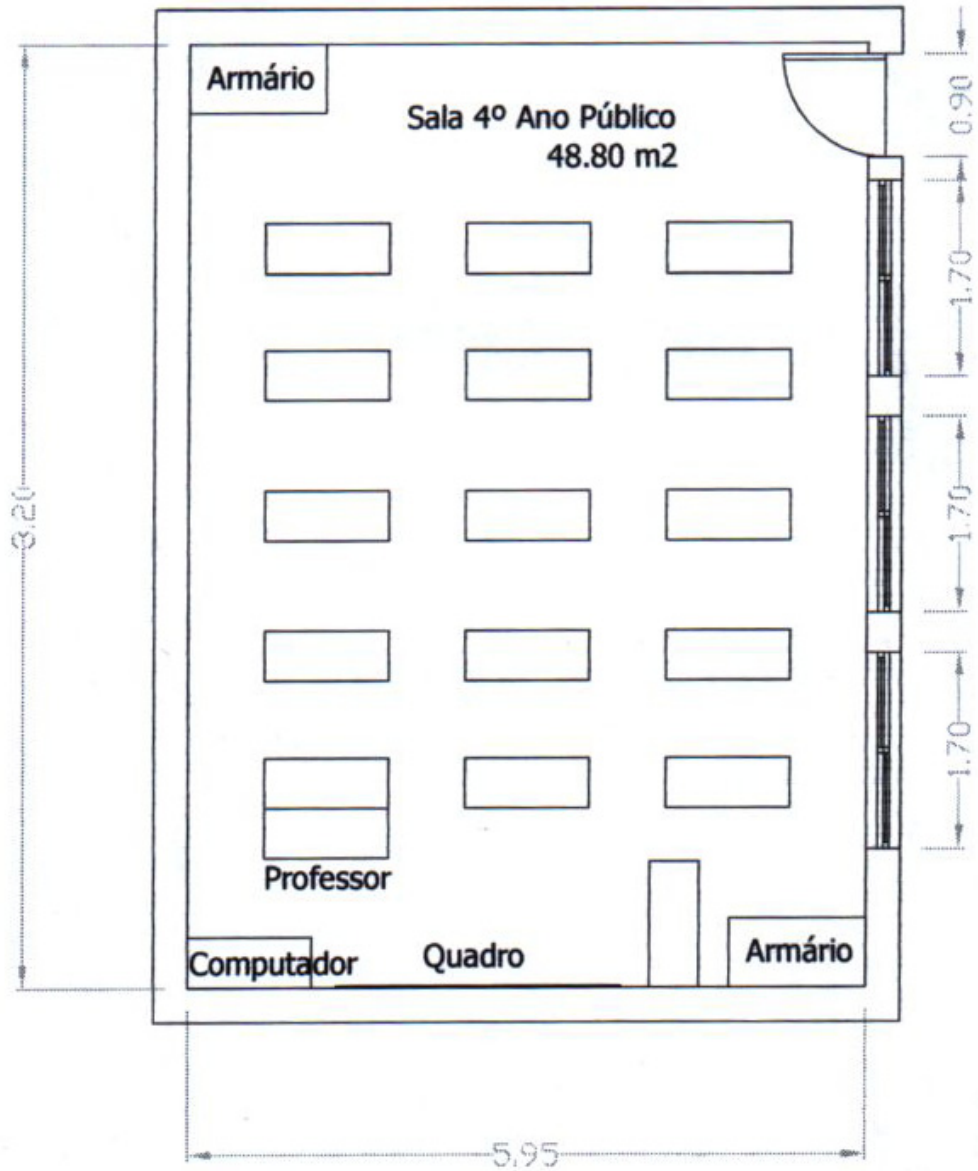 Armário
Sala 4º Ano Público
48.80 m2
0.90
1.70
8.20
1.70
1.70
Professor
Computador
Quadro
Armário
5.95